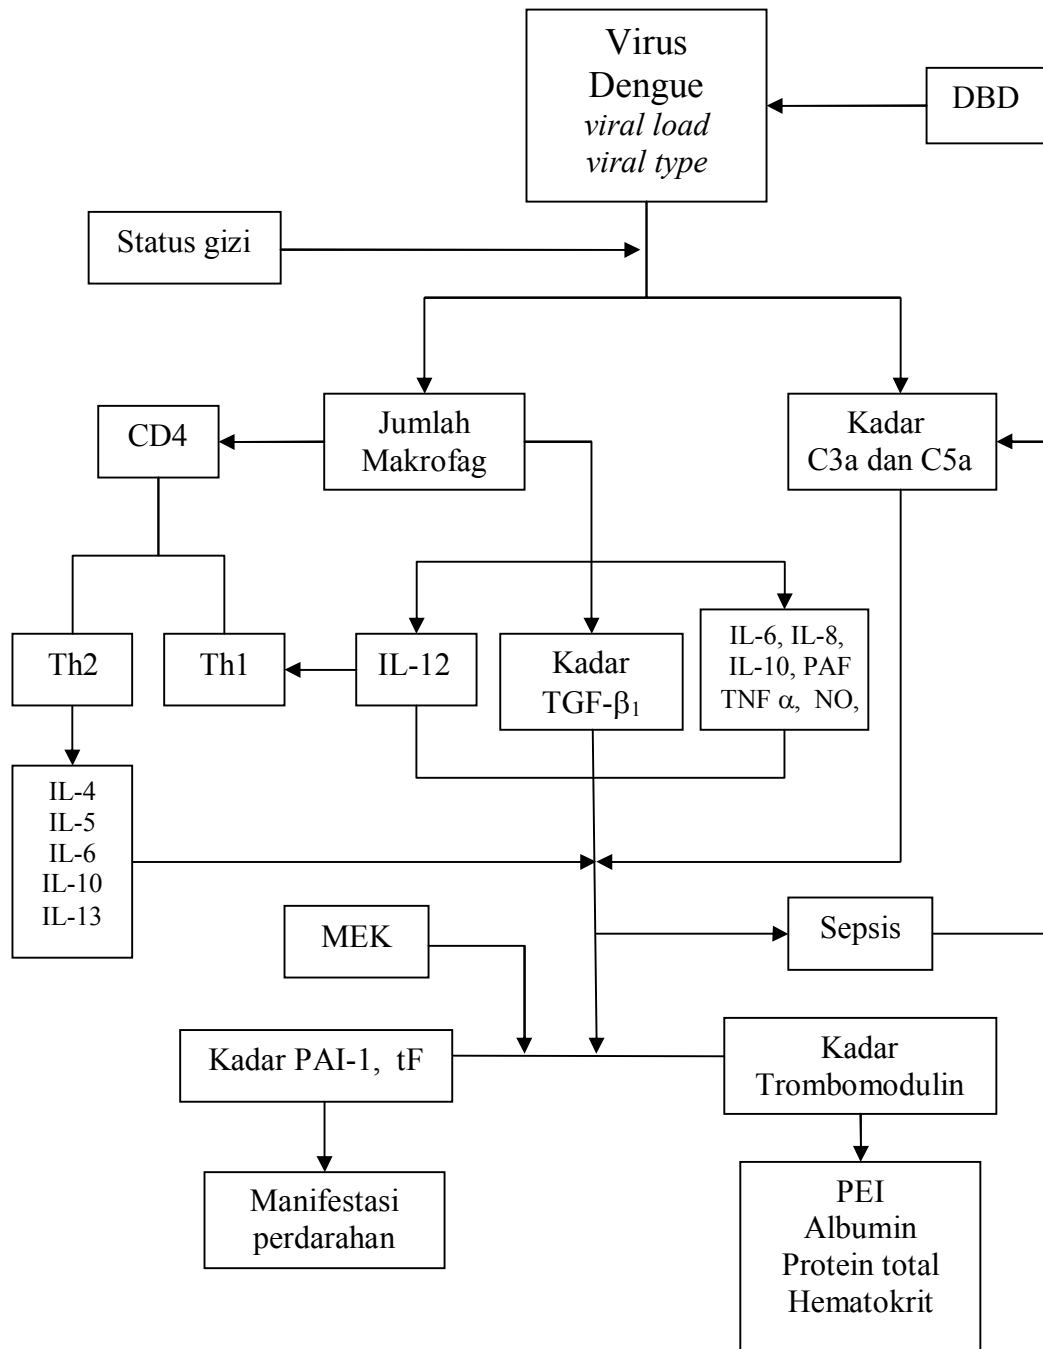 Virus
Dengue
viral load
viral type
DBD
Status gizi
CD4
Jumlah
Makrofag
Kadar
C3a dan C5a
Th2
Th1
IL-12
Kadar
TGF-β₁
IL-6, IL-8,
IL-10, PAF
TNF α, NO,
IL-4
IL-5
IL-6
IL-10
IL-13
MEK
Sepsis
Kadar PAI-1, tF
Kadar
Trombomodulin
Manifestasi
perdarahan
PEI
Albumin
Protein total
Hematokrit